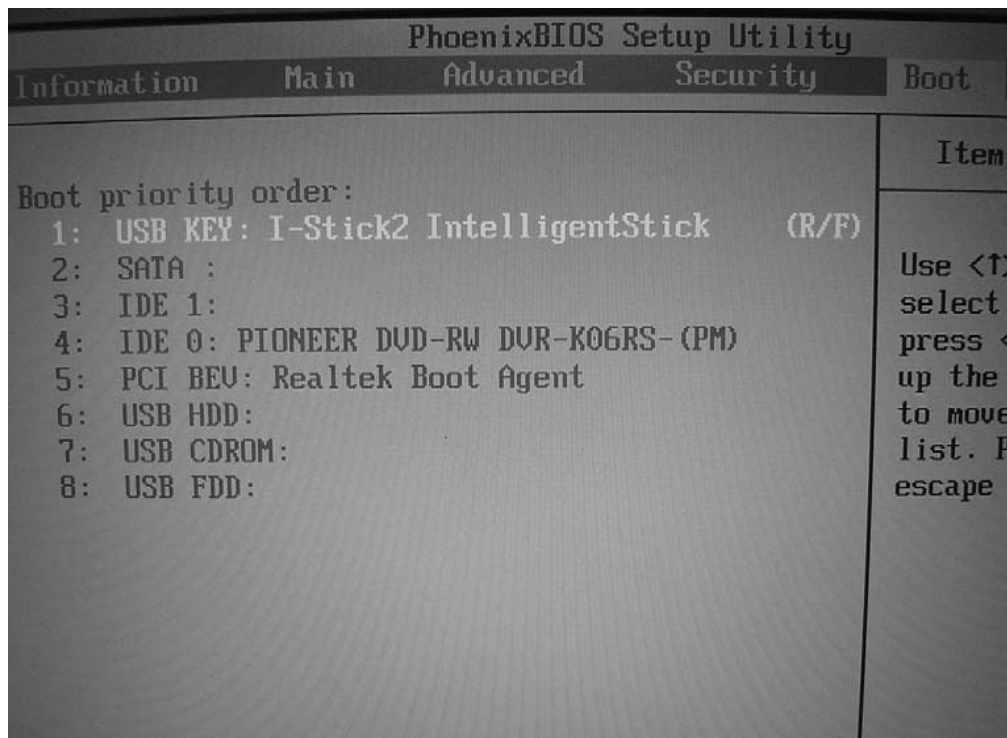 PhoenixBIOS Setup Utility
Information Main Advanced Security Boot
Item
Boot priority order:
1: USB KEY: I-Stick2 IntelligentStick (R/F)
2: SATA :
3: IDE 1:
4: IDE 0: PIONEER DVD-RW DVR-K06RS-(PM)
5: PCI BEV: Realtek Boot Agent
6: USB HDD:
7: USB CDROM:
8: USB FDD:
Use <↑>
select
press <
up the
to move
list.
escape